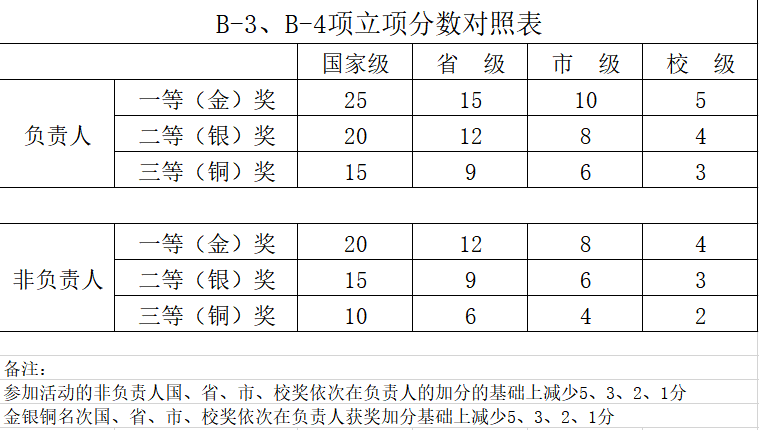 B-3、B-4项立项分数对照表
国家级 省 级 市 级 校 级
一等（金）奖 25 15 10 5
负责人 二等（银）奖 20 12 8 4
三等（铜）奖 15 9 6 3
一等（金）奖 20 12 8 4
非负责人 二等（银）奖 15 9 6 3
三等（铜）奖 10 6 4 2
备注：
参加活动的非负责人国、省、市、校奖依次在负责人的加分的基础上减少5、3、2、1分
金银铜名次国、省、市、校奖依次在负责人获奖加分基础上减少5、3、2、1分